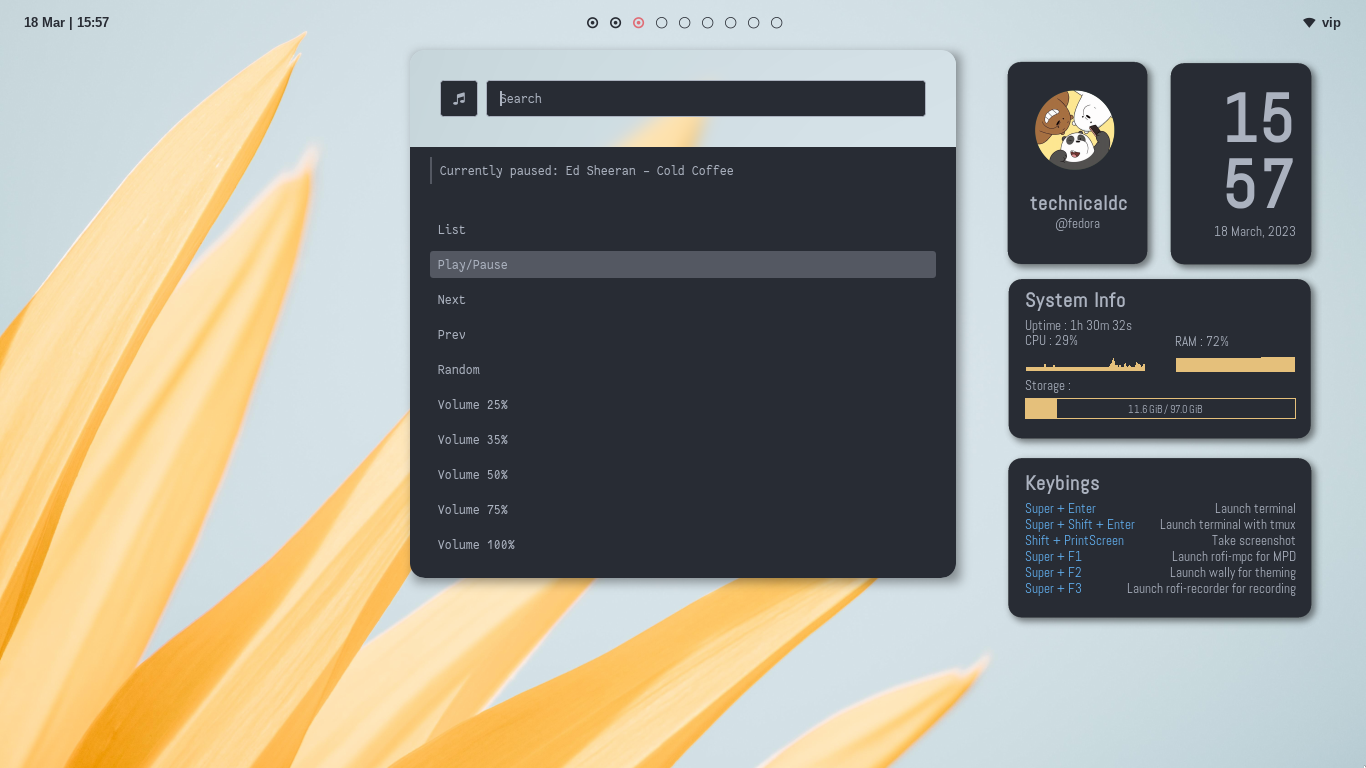 18 Mar | 15:57
vip
Search
Currently paused: Ed Sheeran - Cold Coffee
List
Play/Pause
Next
Prev
Random
Volume 25%
Volume 35%
Volume 50%
Volume 75%
Volume 100%
technicaldc
@fedora
15
57
18 March, 2023
System Info
Uptime : 1h 30m 32s
CPU : 29%
RAM : 72%
Storage :
11.6GiB / 97.0GiB
Keybings
Super + Enter Launch terminal
Super + Shift + Enter Launch terminal with tmux
Shift + PrintScreen Take screenshot
Super + F1 Launch rofi-mpc for MPD
Super + F2 Launch wally for theming
Super + F3 Launch rofi-recorder for recording